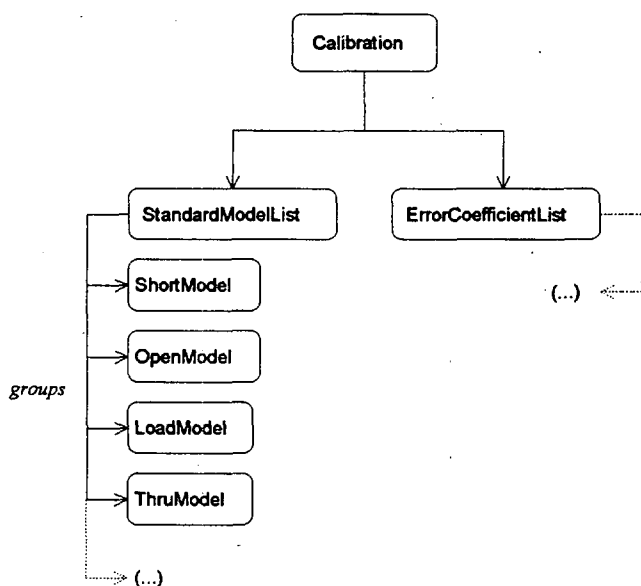 Calibration
StandardModelList
ErrorCoefficientList
ShortModel
(...)
OpenModel
groups
LoadModel
ThruModel
(...)